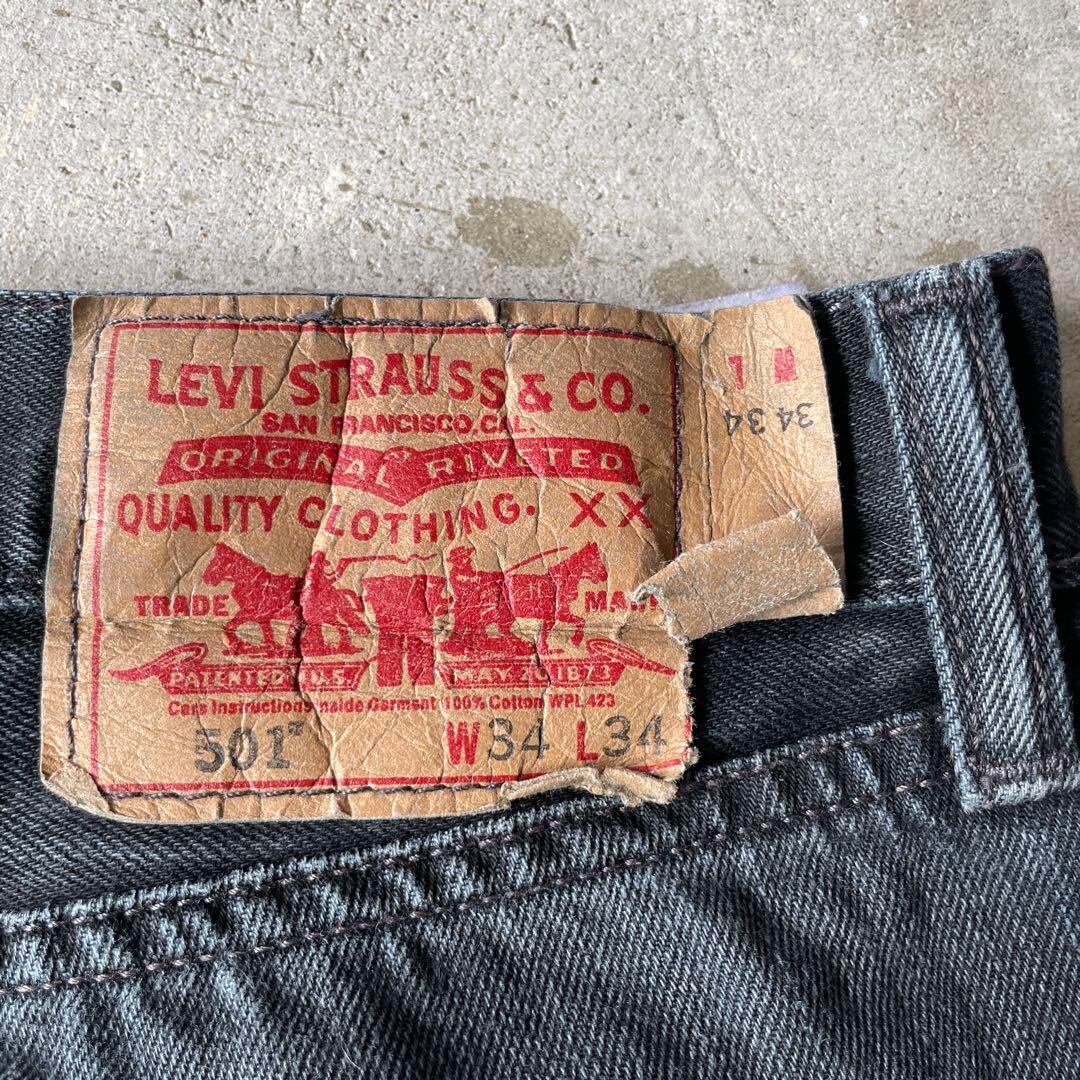 LEVI STRAUSS & CO.
SAN FRANCISCO, CAL.
ORIGINAL RIVETED
QUALITY CLOTHING. XX
TRADE MARK
PATENTED U.S. MAY 20 1873
Care Instructions Inside Garment 100% Cotton WPL 423
501 W34 L34
W L
34 34 34